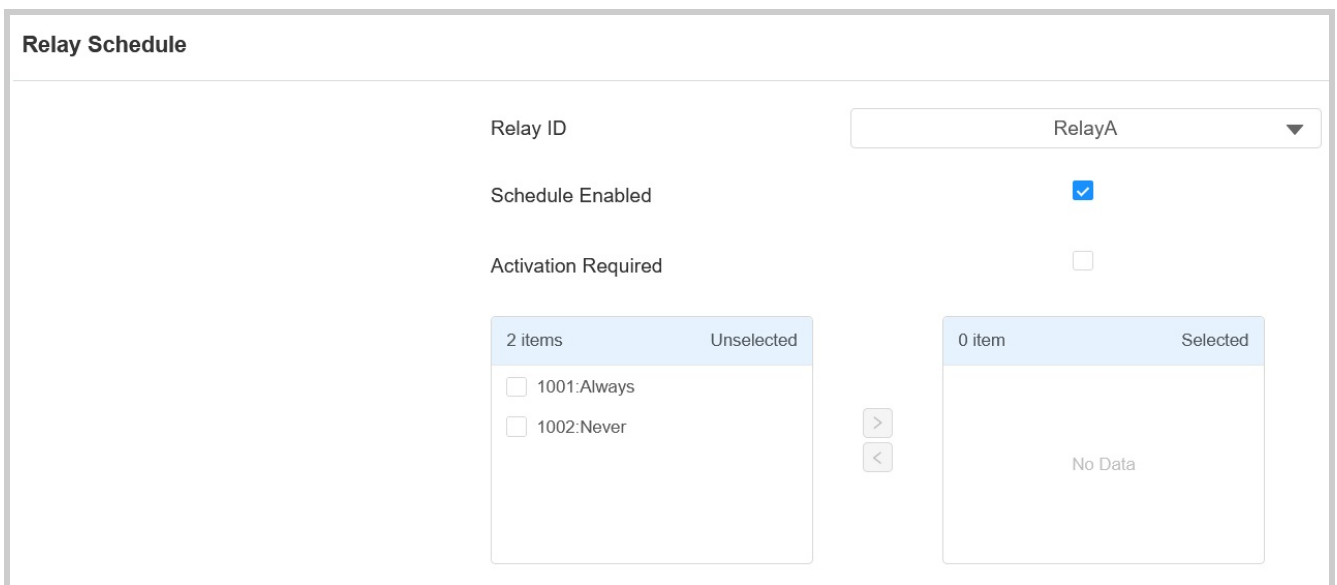 Relay Schedule
Relay ID RelayA
Schedule Enabled
Activation Required
2 items Unselected 0 item Selected
1001:Always
1002:Never
> 
<
No Data